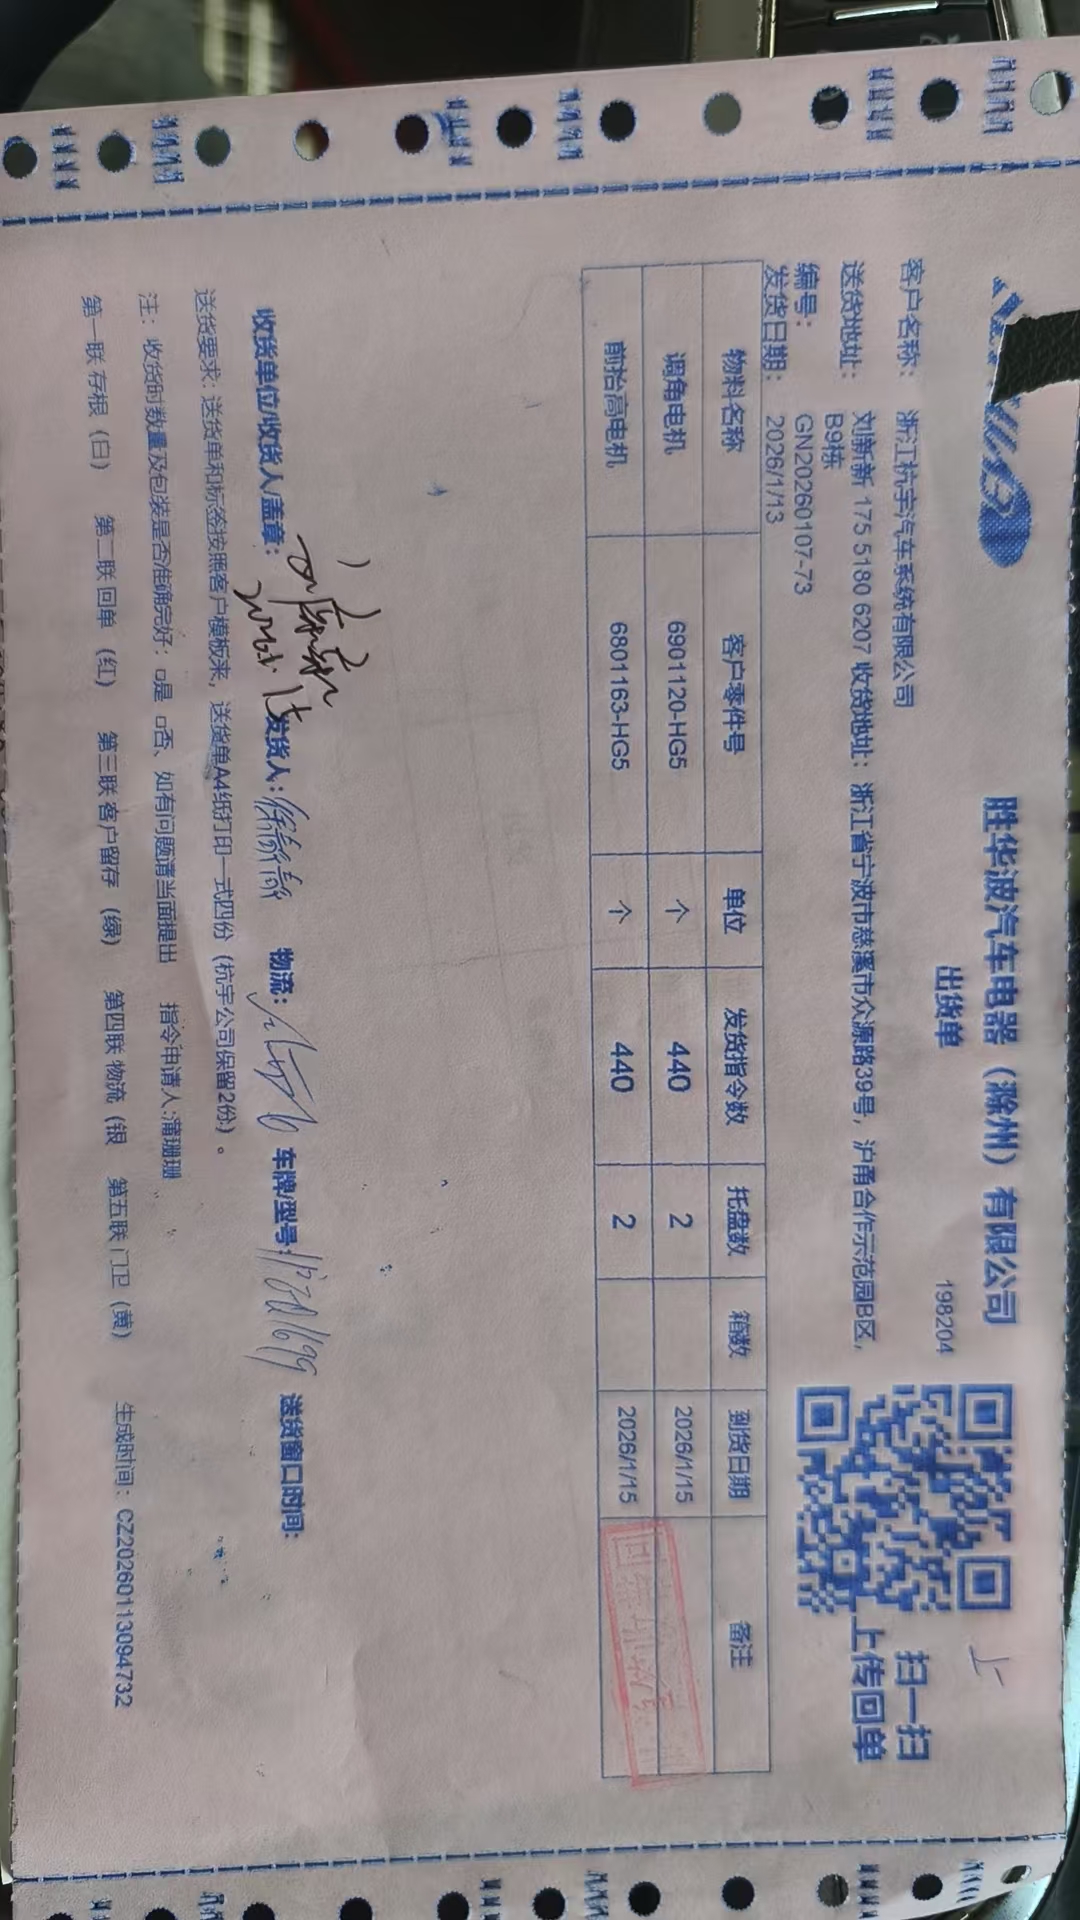 胜华波汽车电器（滁州）有限公司
出货单
198204
扫一扫
上传回单
客户名称： 浙江杭宇汽车系统有限公司
送货地址： 刘新新 175 5180 6207 收货地址：浙江省宁波市慈溪市众源路39号，沪甬合作示范园B区，
B9栋
编号： GN20260107-73
发货日期： 2026/1/13
物料名称 客户零件号 单位 发货指令数 托盘数 箱数 到货日期 备注
调角电机 6901120-HG5 个 440 2 2026/1/15
前抬高电机 6801163-HG5 个 440 2 2026/1/15
收货单位/收货人/盖章： 发货人： 物流： 车牌/型号： 送货窗口时间：
送货要求：送货单和标签按照客户模板来，送货单A4纸打印一式四份（杭宇公司保留2份）。
注：收货时数量及包装是否准确完好：□是 □否、如有问题请当面提出 指令申请人:蒲珊珊
第一联 存根（白） 第二联 回单（红） 第三联 客户留存（绿） 第四联 物流（银 第五联 门卫（黄） 生成时间：CZ20260113094732